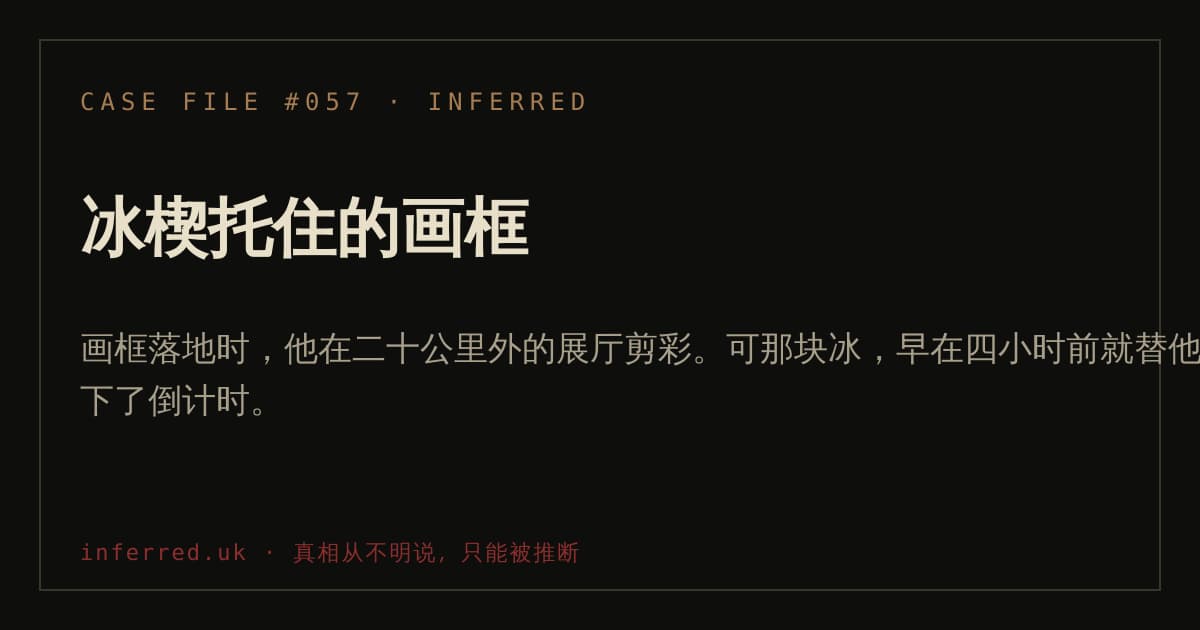 CASE FILE #057 · INFERRED
冰楔托住的画框
画框落地时，他在二十公里外的展厅剪彩。可那块冰，早在四小时前就替他
下了倒计时。
inferred.uk · 真相从不明说，只能被推断